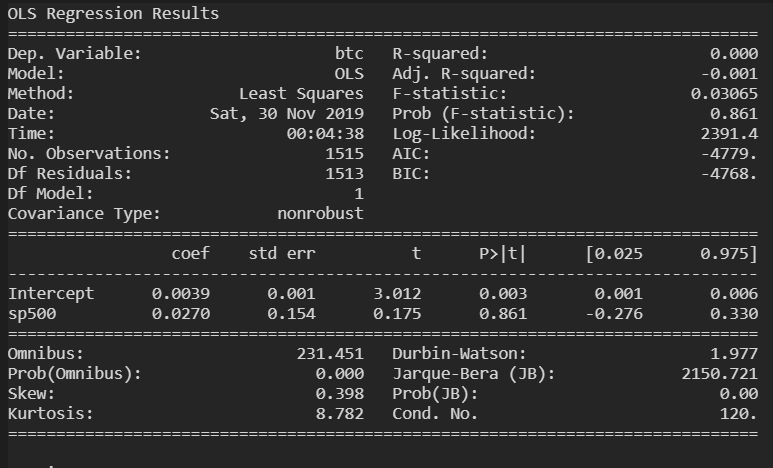 OLS Regression Results
==============================================================================
Dep. Variable:                    btc   R-squared:                       0.000
Model:                            OLS   Adj. R-squared:                 -0.001
Method:                 Least Squares   F-statistic:                   0.03065
Date:                Sat, 30 Nov 2019   Prob (F-statistic):              0.861
Time:                        00:04:38   Log-Likelihood:                 2391.4
No. Observations:                1515   AIC:                            -4779.
Df Residuals:                    1513   BIC:                            -4768.
Df Model:                           1
Covariance Type:            nonrobust
==============================================================================
                 coef    std err          t      P>|t|      [0.025      0.975]
------------------------------------------------------------------------------
Intercept      0.0039      0.001      3.012      0.003       0.001       0.006
sp500          0.0270      0.154      0.175      0.861      -0.276       0.330
==============================================================================
Omnibus:                      231.451   Durbin-Watson:                   1.977
Prob(Omnibus):                  0.000   Jarque-Bera (JB):             2150.721
Skew:                           0.398   Prob(JB):                         0.00
Kurtosis:                       8.782   Cond. No.                         120.
==============================================================================